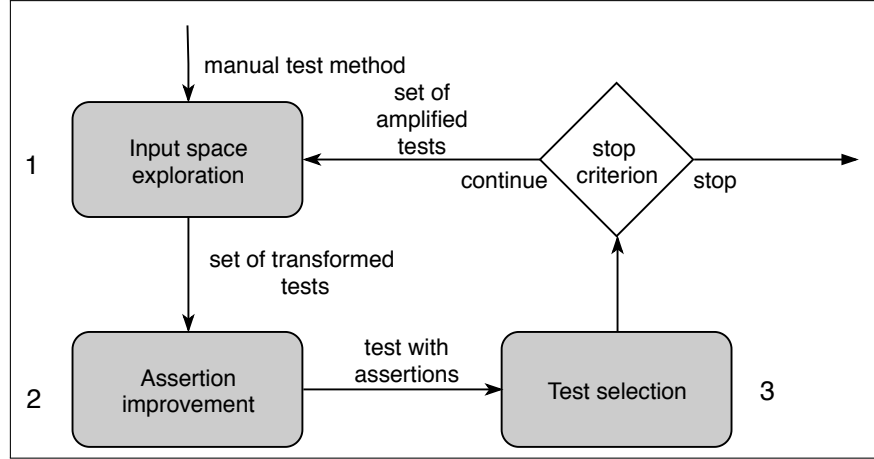 manual test method
set of
amplified
tests
1
Input space
exploration
continue
stop
criterion
stop
set of transformed
tests
2
Assertion
improvement
test with
assertions
Test selection
3